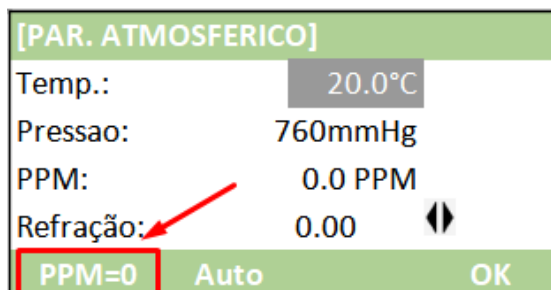 [PAR. ATMOSFERICO]
Temp.: 20.0°C
Pressao: 760mmHg
PPM: 0.0 PPM
Refração: 0.00
PPM=0 Auto OK